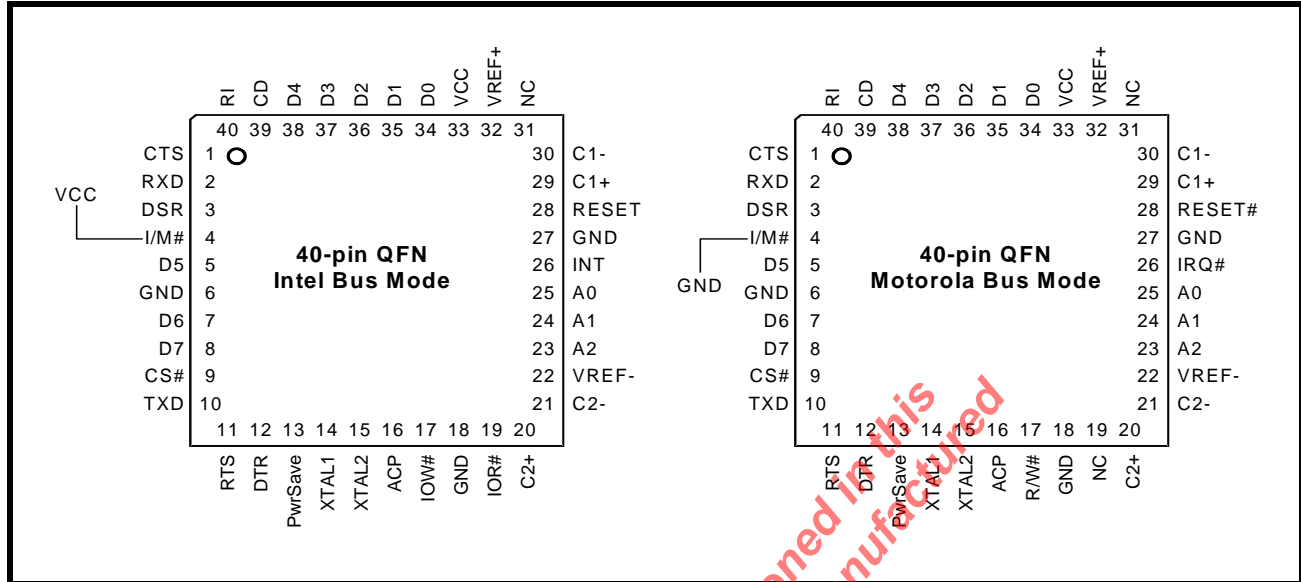 RI CD D4 D3 D2 D1 D0 VCC VREF+ NC
40 39 38 37 36 35 34 33 32 31
CTS 1 30 C1-
RXD 2 29 C1+
VCC
DSR 3 28 RESET
I/M# 4 27 GND
40-pin QFN
Intel Bus Mode
D5 5 26 INT
GND 6 25 A0
D6 7 24 A1
D7 8 23 A2
CS# 9 22 VREF-
TXD 10 21 C2-
11 12 13 14 15 16 17 18 19 20
RTS DTR PwrSave XTAL1 XTAL2 ACP IOW# GND IOR# C2+
RI CD D4 D3 D2 D1 D0 VCC VREF+ NC
40 39 38 37 36 35 34 33 32 31
CTS 1 30 C1-
RXD 2 29 C1+
DSR 3 28 RESET#
I/M# 4 27 GND
40-pin QFN
Motorola Bus Mode
D5 5 26 IRQ#
GND
GND 6 25 A0
D6 7 24 A1
D7 8 23 A2
CS# 9 22 VREF-
TXD 10 21 C2-
11 12 13 14 15 16 17 18 19 20
RTS DTR PwrSave XTAL1 XTAL2 ACP R/W# GND NC C2+
in this